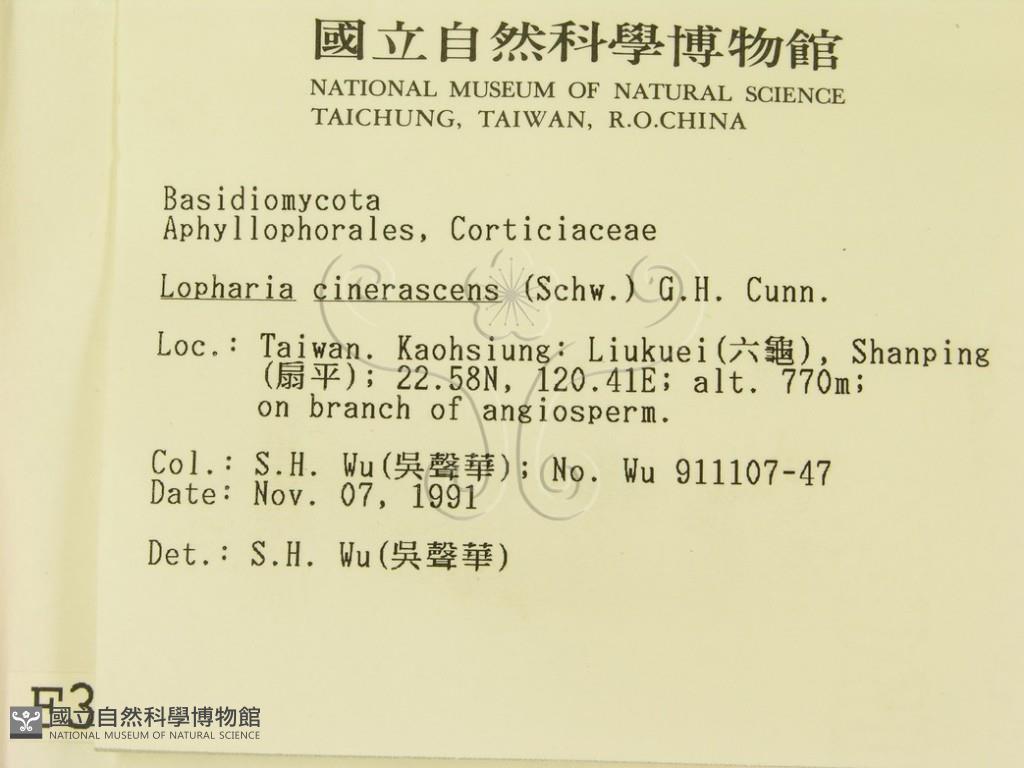 國立自然科學博物館
NATIONAL MUSEUM OF NATURAL SCIENCE
TAICHUNG, TAIWAN, R.O.CHINA
Basidiomycota
Aphyllophorales, Corticiaceae
Lopharia cinerascens (Schw.) G.H. Cunn.
Loc.: Taiwan. Kaohsiung: Liukuei(六龜), Shanping
(扇平); 22.58N, 120.41E; alt. 770m;
on branch of angiosperm.
Col.: S.H. Wu(吳聲華); No. Wu 911107-47
Date: Nov. 07, 1991
Det.: S.H. Wu(吳聲華)
國立自然科學博物館
NATIONAL MUSEUM OF NATURAL SCIENCE